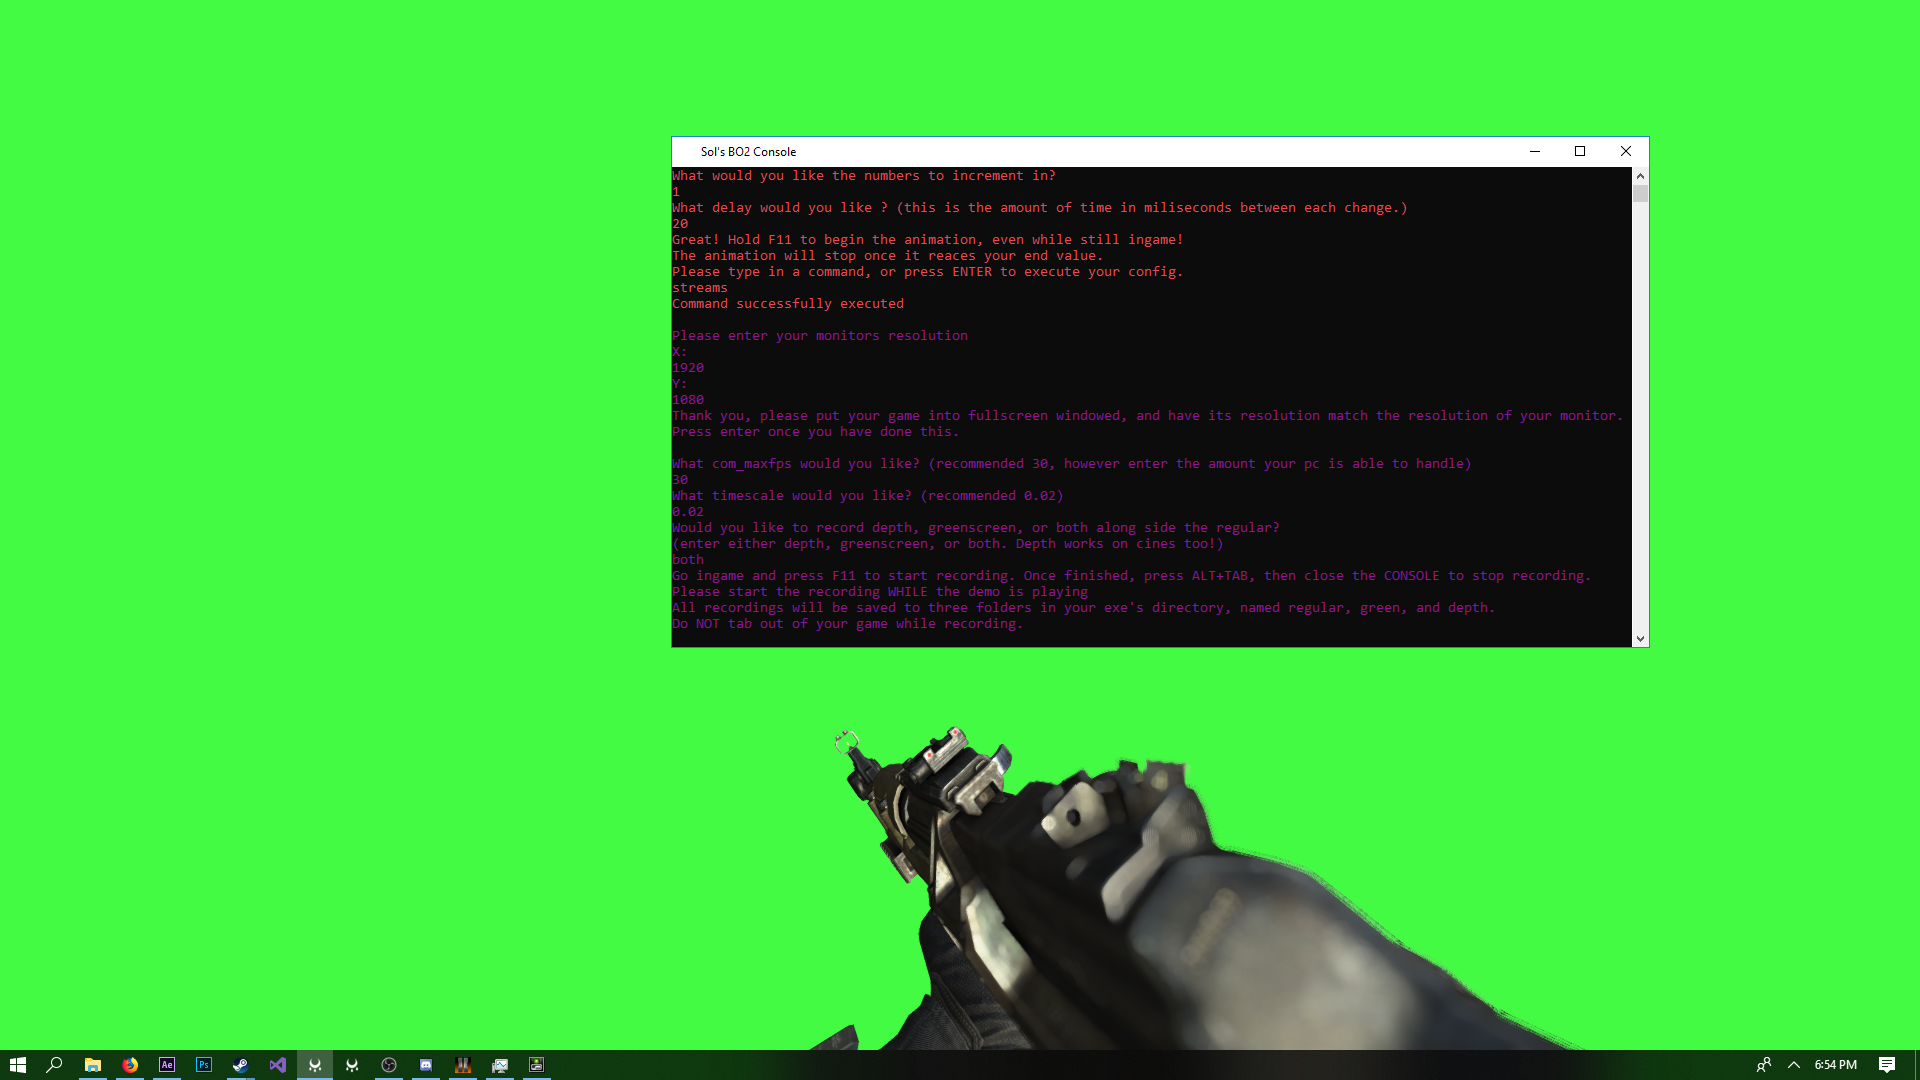 Sol's BO2 Console
What would you like the numbers to increment in?
1
What delay would you like ? (this is the amount of time in miliseconds between each change.)
20
Great! Hold F11 to begin the animation, even while still ingame!
The animation will stop once it reaces your end value.
Please type in a command, or press ENTER to execute your config.
streams
Command successfully executed
Please enter your monitors resolution
X:
1920
Y:
1080
Thank you, please put your game into fullscreen windowed, and have its resolution match the resolution of your monitor.
Press enter once you have done this.
What com_maxfps would you like? (recommended 30, however enter the amount your pc is able to handle)
30
What timescale would you like? (recommended 0.02)
0.02
Would you like to record depth, greenscreen, or both along side the regular?
(enter either depth, greenscreen, or both. Depth works on cines too!)
both
Go ingame and press F11 to start recording. Once finished, press ALT+TAB, then close the CONSOLE to stop recording.
Please start the recording WHILE the demo is playing
All recordings will be saved to three folders in your exe's directory, named regular, green, and depth.
Do NOT tab out of your game while recording.
Ae
Ps
6:54 PM